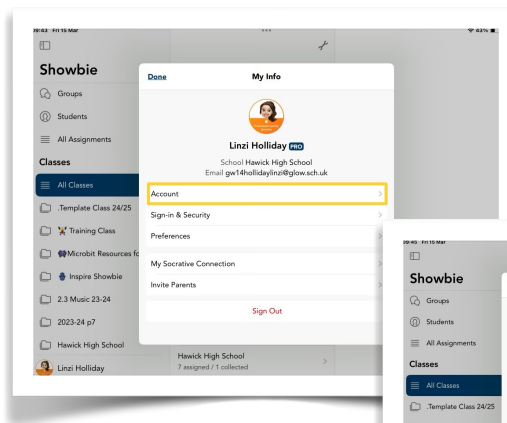 09:43 Fri 15 Mar
43%
Showbie
Groups
Students
All Assignments
Classes
All Classes
.Template Class 24/25
Training Class
Microbit Resources fo
Inspire Showbie
2.3 Music 23-24
2023-24 p7
Hawick High School
Linzi Holliday
Done
My Info
Linzi Holliday PRO
School Hawick High School
Email gw14hollidaylinzi@glow.sch.uk
Account
Sign-in & Security
Preferences
My Socrative Connection
Invite Parents
Sign Out
Hawick High School
7 assigned / 1 collected
09:45 Fri 15 Mar
Showbie
Groups
Students
All Assignments
Classes
All Classes
.Template Class 24/25